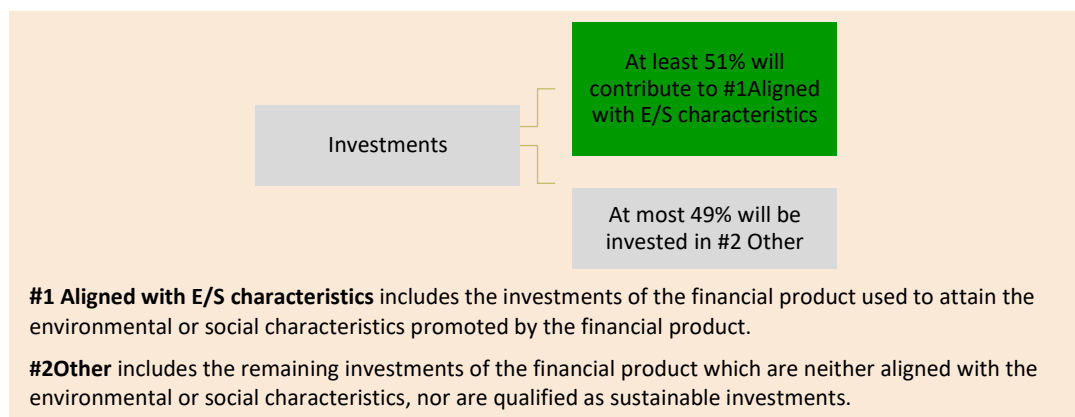 At least 51% will
contribute to #1Aligned
with E/S characteristics
Investments
At most 49% will be
invested in #2 Other
#1 Aligned with E/S characteristics includes the investments of the financial product used to attain the
environmental or social characteristics promoted by the financial product.
#2Other includes the remaining investments of the financial product which are neither aligned with the
environmental or social characteristics, nor are qualified as sustainable investments.